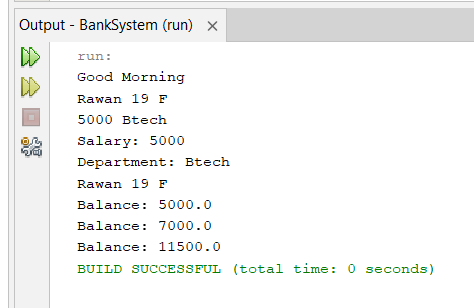 Output - BankSystem (run) ×
run:
Good Morning
Rawan 19 F
5000 Btech
Salary: 5000
Department: Btech
Rawan 19 F
Balance: 5000.0
Balance: 7000.0
Balance: 11500.0
BUILD SUCCESSFUL (total time: 0 seconds)